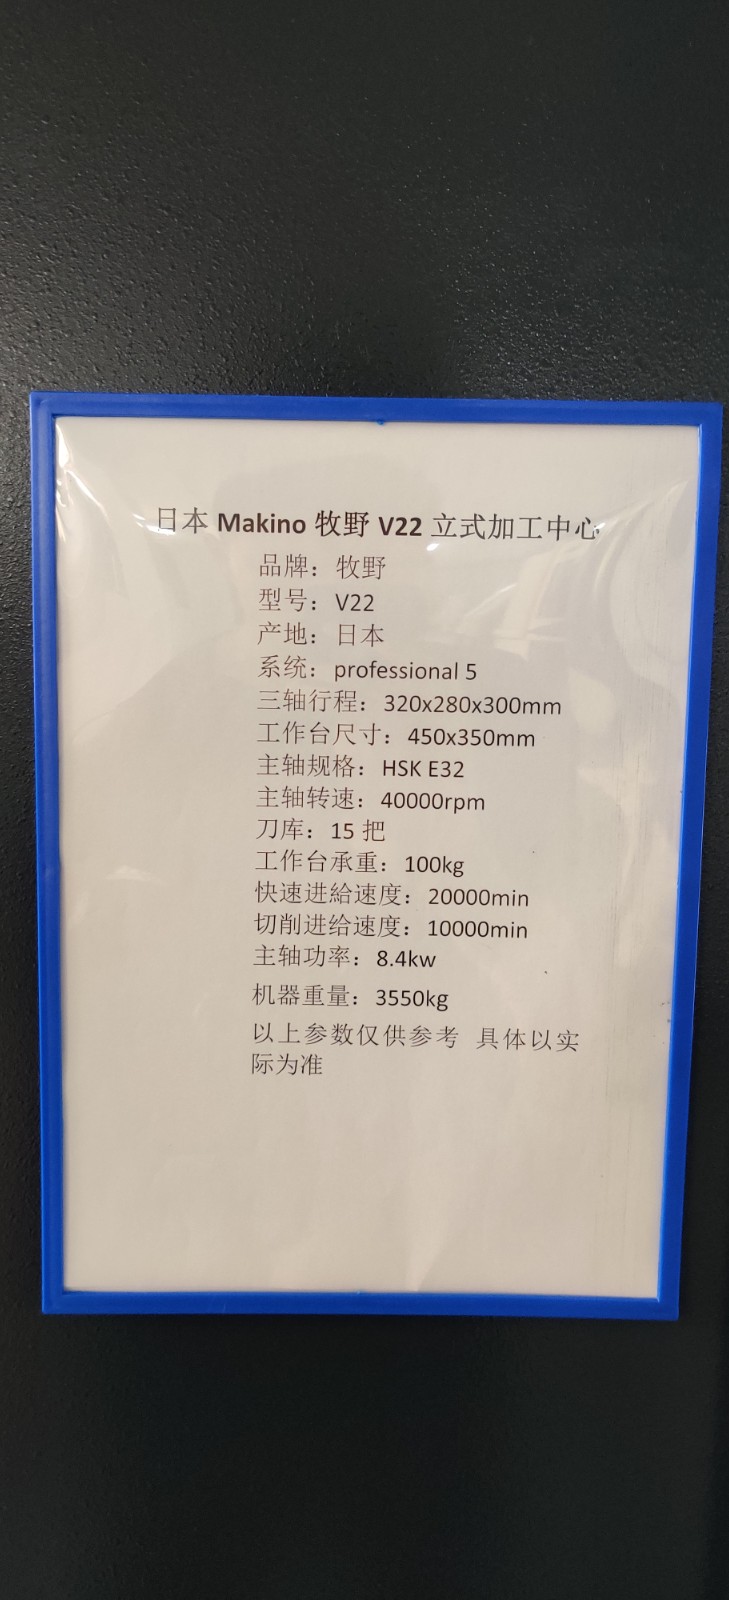 日本 Makino 牧野 V22 立式加工中心
品牌：牧野
型号：V22
产地：日本
系统：professional 5
三轴行程：320x280x300mm
工作台尺寸：450x350mm
主轴规格：HSK E32
主轴转速：40000rpm
刀库：15 把
工作台承重：100kg
快速进給速度：20000min
切削进给速度：10000min
主轴功率：8.4kw
机器重量：3550kg
以上参数仅供参考 具体以实
际为准